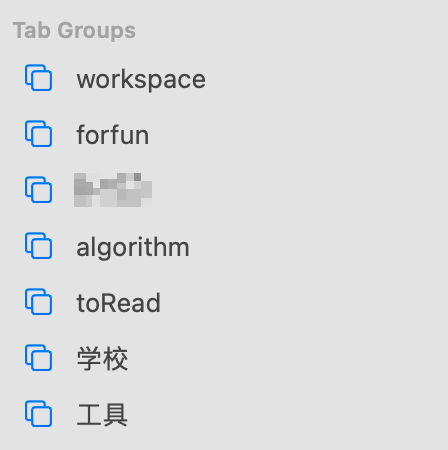 Tab Groups
workspace
forfun
algorithm
toRead
学校
工具